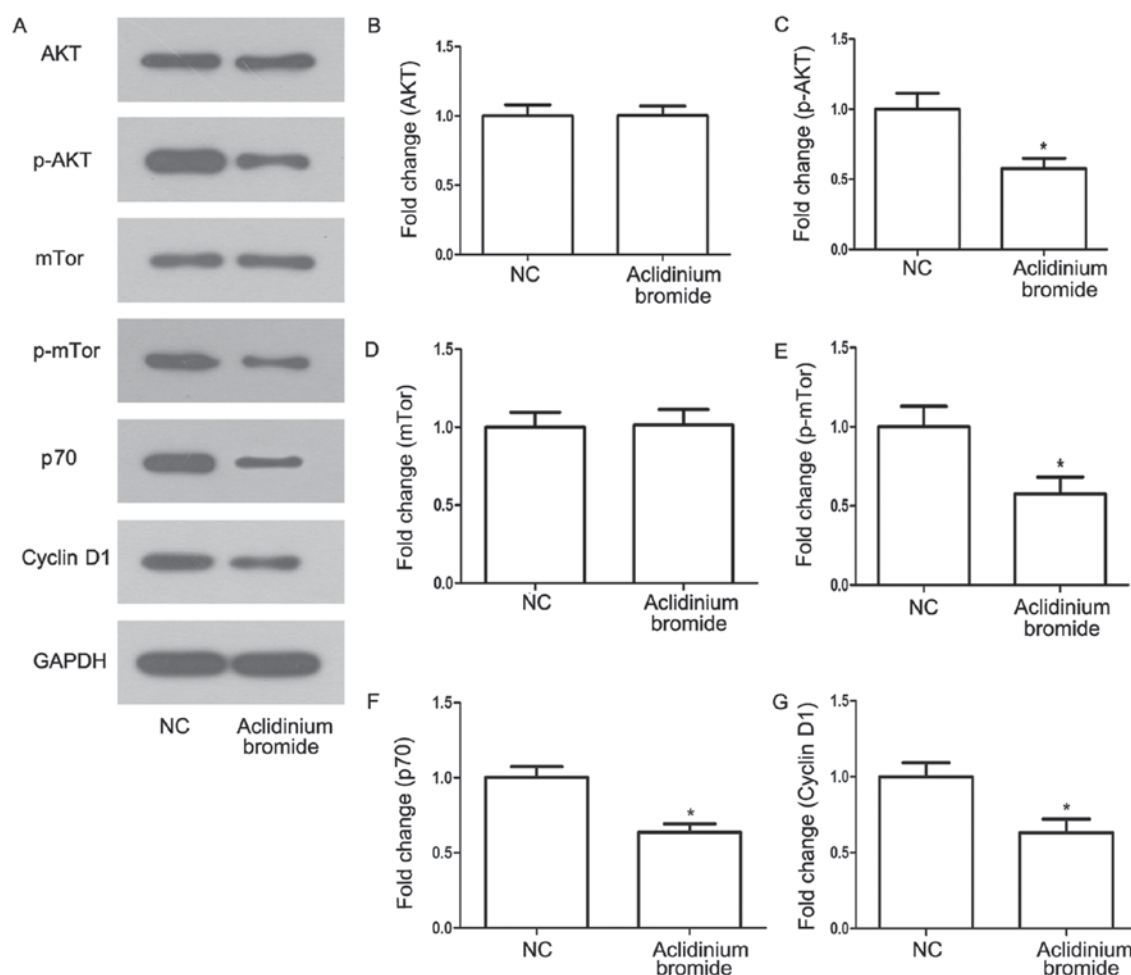 A
AKT
p-AKT
mTor
p-mTor
p70
Cyclin D1
GAPDH
NC
Aclidinium
bromide
B
Fold change (AKT)
1.5
1.0
0.5
0.0
NC
Aclidinium
bromide
C
Fold change (p-AKT)
1.5
1.0
0.5
0.0
*
NC
Aclidinium
bromide
D
Fold change (mTor)
1.5
1.0
0.5
0.0
NC
Aclidinium
bromide
E
Fold change (p-mTor)
1.5
1.0
0.5
0.0
*
NC
Aclidinium
bromide
F
Fold change (p70)
1.5
1.0
0.5
0.0
*
NC
Aclidinium
bromide
G
Fold change (Cyclin D1)
1.5
1.0
0.5
0.0
*
NC
Aclidinium
bromide